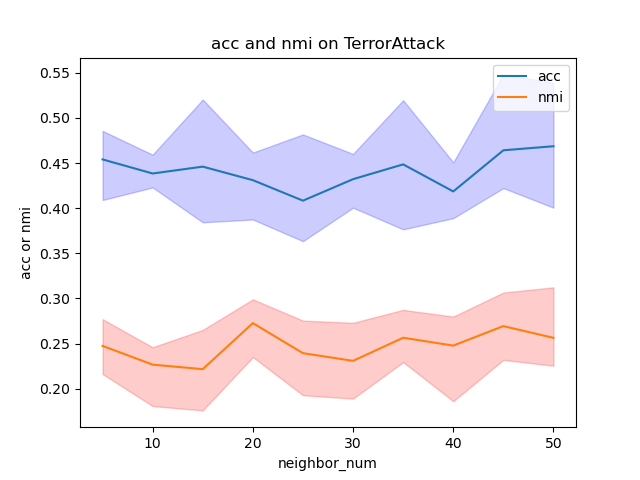 acc and nmi on TerrorAttack
acc
nmi
0.55
0.50
0.45
0.40
0.35
0.30
0.25
0.20
acc or nmi
10 20 30 40 50
neighbor_num